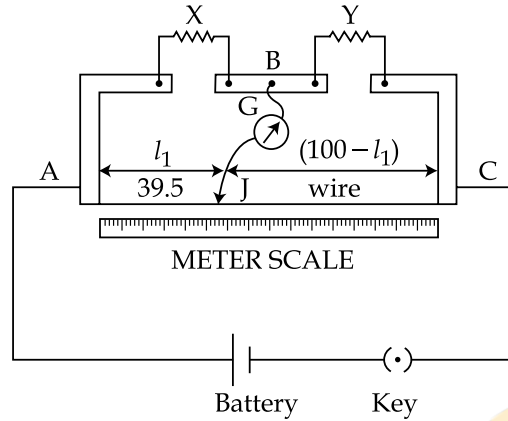 X Y
B
G
l₁ (100 – l₁)
A C
39.5 J wire
METER SCALE
Battery Key